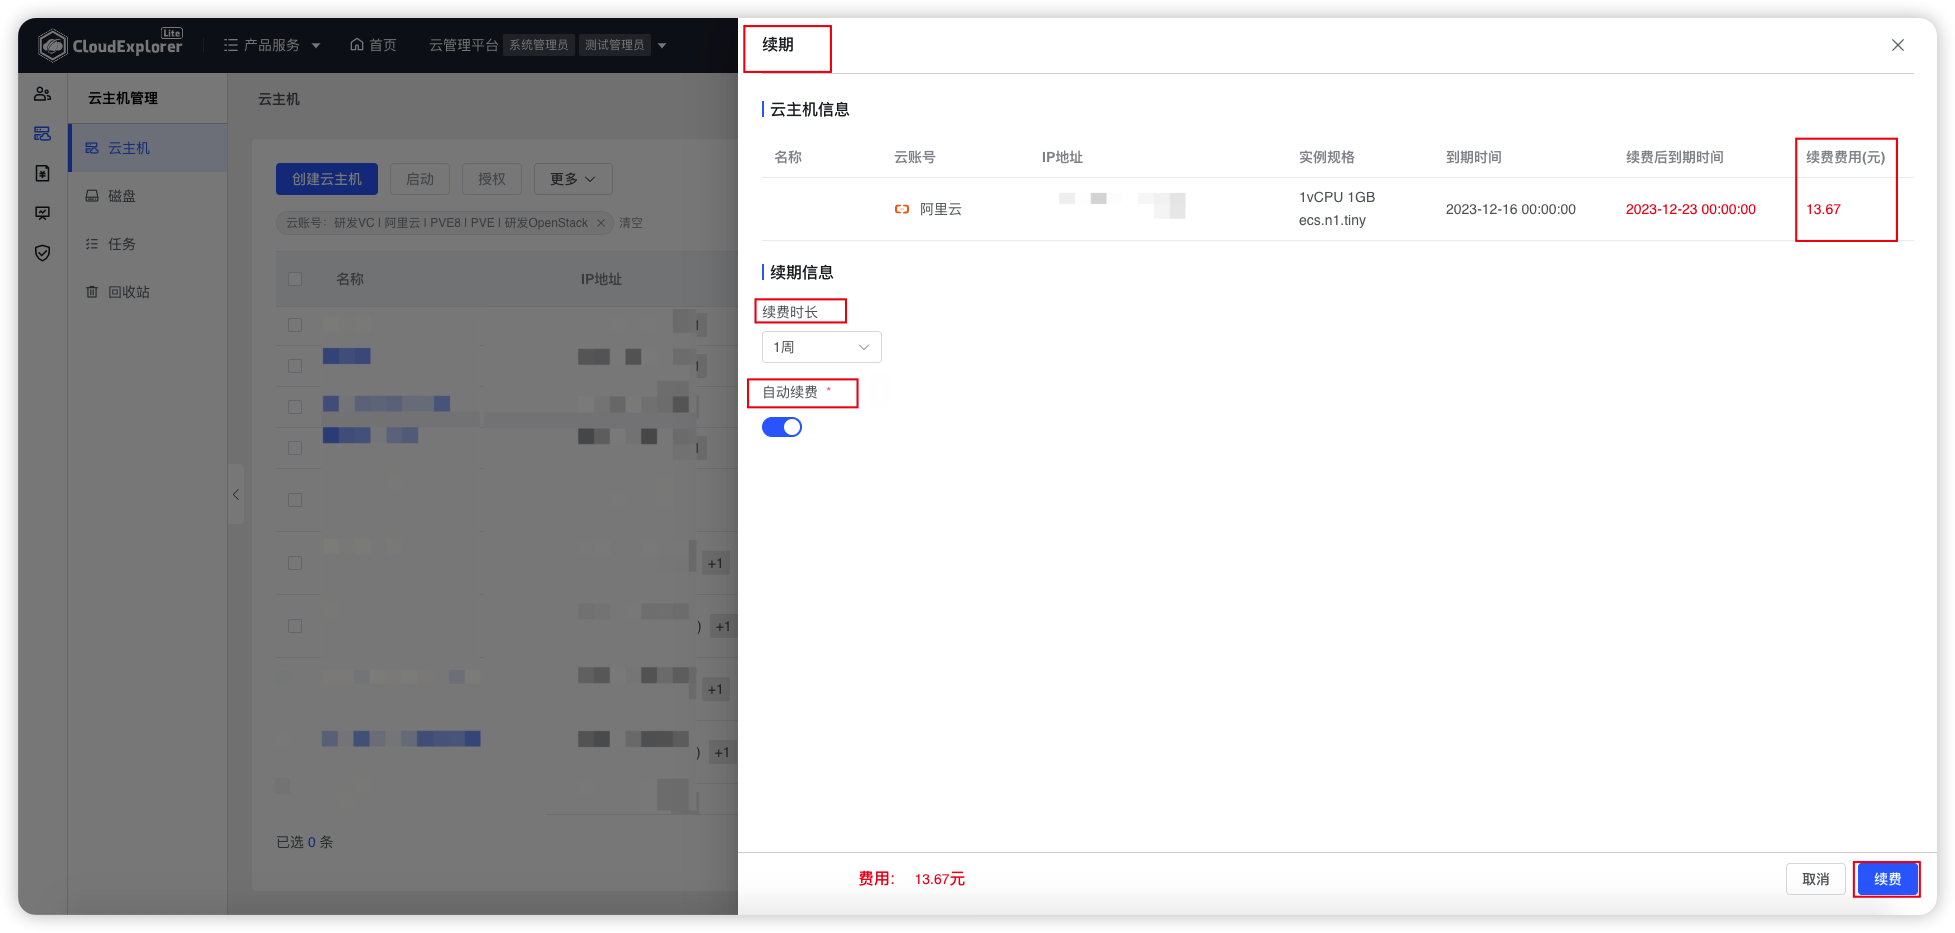 CloudExplorer Lite
产品服务
首页
云管理平台 系统管理员 测试管理员
云主机管理
云主机
磁盘
任务
回收站
云主机
创建云主机 启动 授权 更多
云账号： 研发VC | 阿里云 | PVE8 | PVE | 研发OpenStack 清空
名称 IP地址
+1
) +1
+1
) +1
已选 0 条
续期
云主机信息
名称 云账号 IP地址 实例规格 到期时间 续费后到期时间 续费费用(元)
阿里云 1vCPU 1GB 2023-12-16 00:00:00 2023-12-23 00:00:00 13.67
ecs.n1.tiny
续期信息
续费时长
1周
自动续费 *
费用： 13.67元
取消 续费